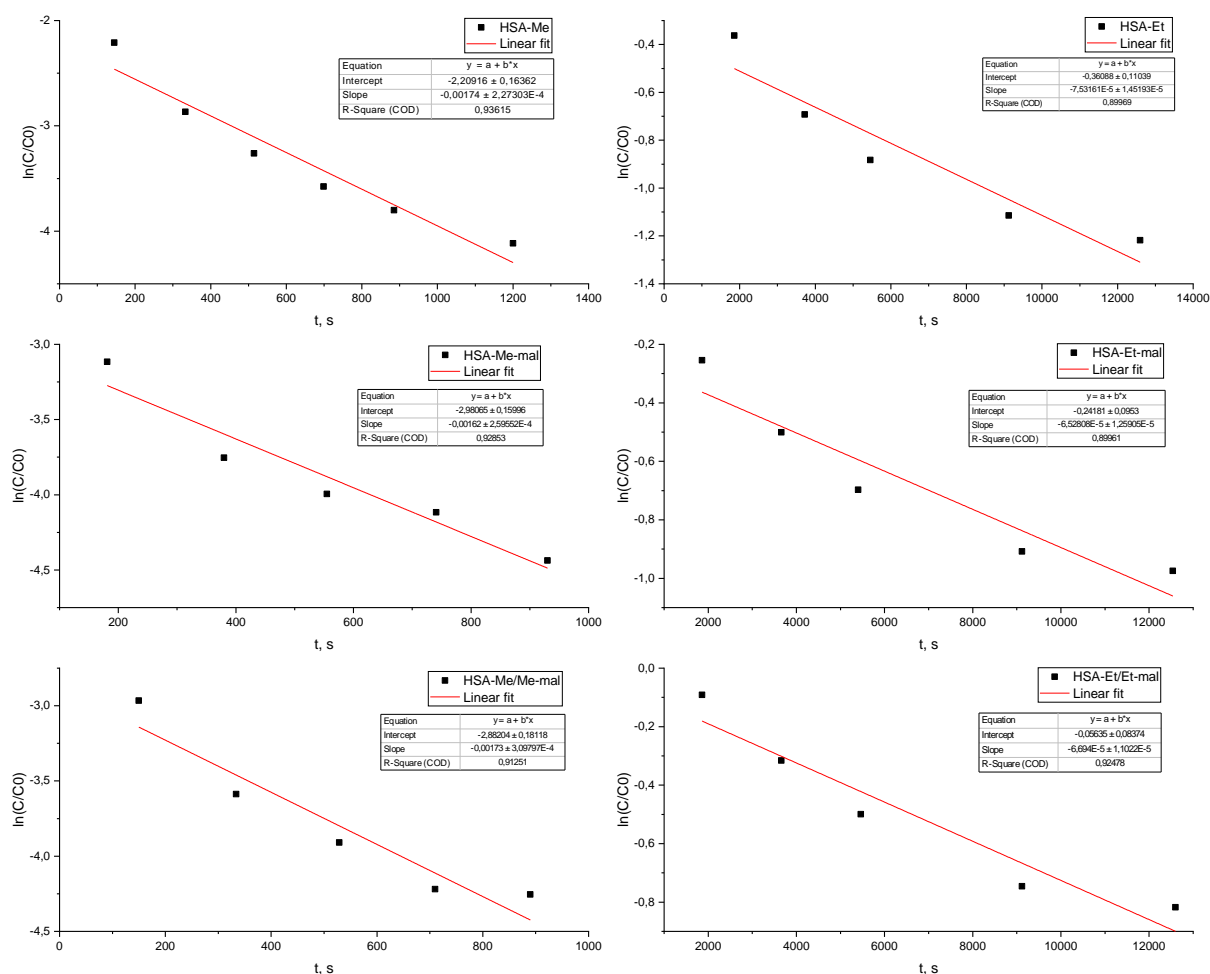 HSA-Me
Linear fit
Equation y = a + b*x
Intercept -2,20916 ± 0,16362
Slope -0,00174 ± 2,27303E-4
R-Square (COD) 0,93615
ln(C/C0)
-2
-3
-4
0 200 400 600 800 1000 1200 1400
t, s
HSA-Et
Linear fit
Equation y = a + b*x
Intercept -0,36088 ± 0,11039
Slope -7,53161E-5 ± 1,45193E-5
R-Square (COD) 0,89969
ln(C/C0)
-0,4
-0,6
-0,8
-1,0
-1,2
-1,4
0 2000 4000 6000 8000 10000 12000 14000
t, s
HSA-Me-mal
Linear fit
Equation y = a + b*x
Intercept -2,98065 ± 0,15996
Slope -0,00162 ± 2,59552E-4
R-Square (COD) 0,92853
ln(C/C0)
-3,0
-3,5
-4,0
-4,5
200 400 600 800 1000
t, s
HSA-Et-mal
Linear fit
Equation y = a + b*x
Intercept -0,24181 ± 0,0953
Slope -6,52808E-5 ± 1,25905E-5
R-Square (COD) 0,89961
ln(C/C0)
-0,2
-0,4
-0,6
-0,8
-1,0
2000 4000 6000 8000 10000 12000
t, s
HSA-Me/Me-mal
Linear fit
Equation y = a + b*x
Intercept -2,88204 ± 0,18118
Slope -0,00173 ± 3,09797E-4
R-Square (COD) 0,91251
ln(C/C0)
-3,0
-3,5
-4,0
-4,5
0 200 400 600 800 1000
t, s
HSA-Et/Et-mal
Linear fit
Equation y = a + b*x
Intercept -0,05635 ± 0,08374
Slope -6,694E-5 ± 1,1022E-5
R-Square (COD) 0,92478
ln(C/C0)
0,0
-0,2
-0,4
-0,6
-0,8
2000 4000 6000 8000 10000 12000
t, s